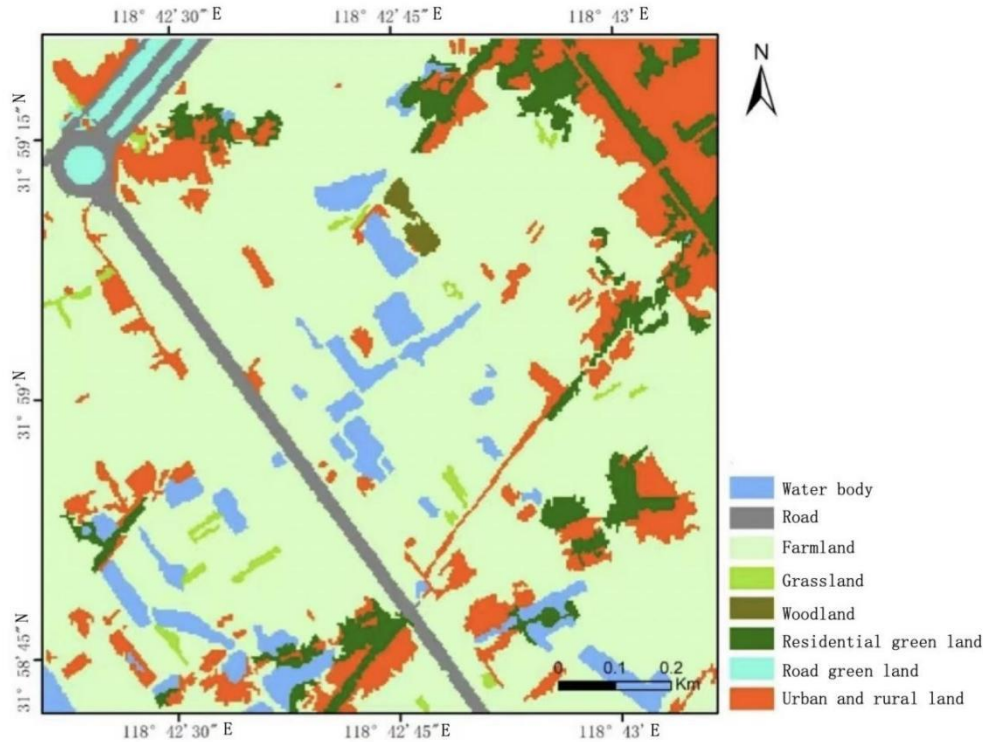 118° 42′30″ E
118° 42′45″ E
118° 43′ E
N
31° 59′15″ N
31° 59′ N
31° 58′45″ N
Water body
Road
Farmland
Grassland
Woodland
Residential green land
Road green land
Urban and rural land
0 0.1 0.2
Km
118° 42′30″ E
118° 42′45″ E
118° 43′ E